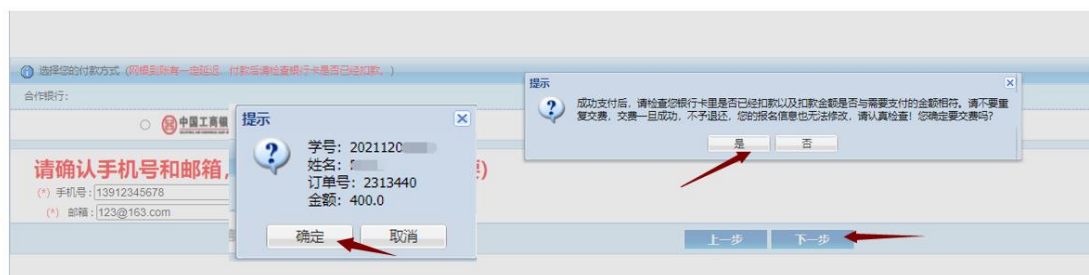 选择您的付款方式（网银到账有一定延迟，付款后请检查银行卡是否已经扣款。）
合作银行：
中国工商银
提示
学号：2021120
姓名：
订单号：2313440
金额：400.0
确定 取消
提示
成功支付后，请检查您银行卡里是否已经扣款以及扣款金额是否与需要支付的金额相符。请不要重
复交费，交费一旦成功，不予退还，您的报名信息也无法修改，请认真检查！您确定要交费吗？
是 否
请确认手机号和邮箱，
(*) 手机号：13912345678
(*) 邮箱：123@163.com
上一步 下一步